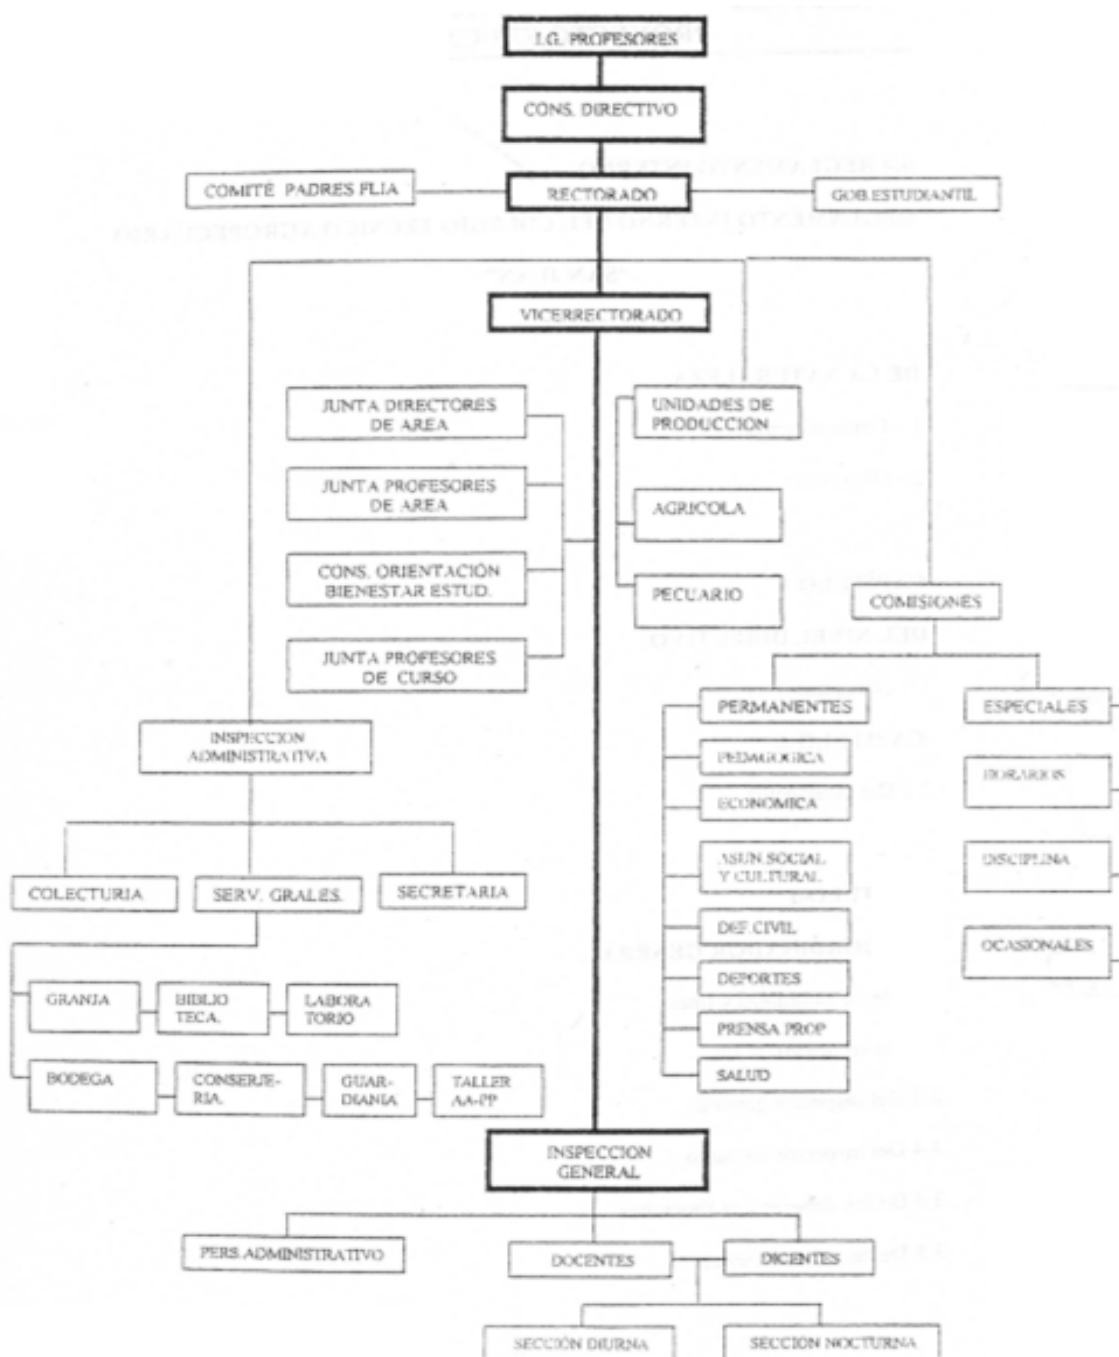 J.G. PROFESORES
CONS. DIRECTIVO
COMITÉ PADRES FLIA
RECTORADO
GOB.ESTUDIANTIL
VICERRECTORADO
JUNTA DIRECTORES
DE AREA
UNIDADES DE
PRODUCCION
JUNTA PROFESORES
DE AREA
AGRICOLA
CONS. ORIENTACIÓN
BIENESTAR ESTUD.
PECUARIO
COMISIONES
JUNTA PROFESORES
DE CURSO
PERMANENTES
ESPECIALES
INSPECCION
ADMINISTRATIVA
PEDAGOGICA
HORARIOS
ECONOMICA
ASUN.SOCIAL
Y CULTURAL
DISCIPLINA
COLECTURIA
SERV. GRALES.
SECRETARIA
DEF.CIVIL
OCASIONALES
DEPORTES
GRANJA
BIBLIO
TECA.
LABORA
TORIO
PRENSA PROP
BODEGA
CONSERJE-
RIA.
GUAR-
DIANIA
TALLER
AA-PP
SALUD
INSPECCION
GENERAL
PERS.ADMINISTRATIVO
DOCENTES
DICENTES
SECCIÓN DIURNA
SECCION NOCTURNA